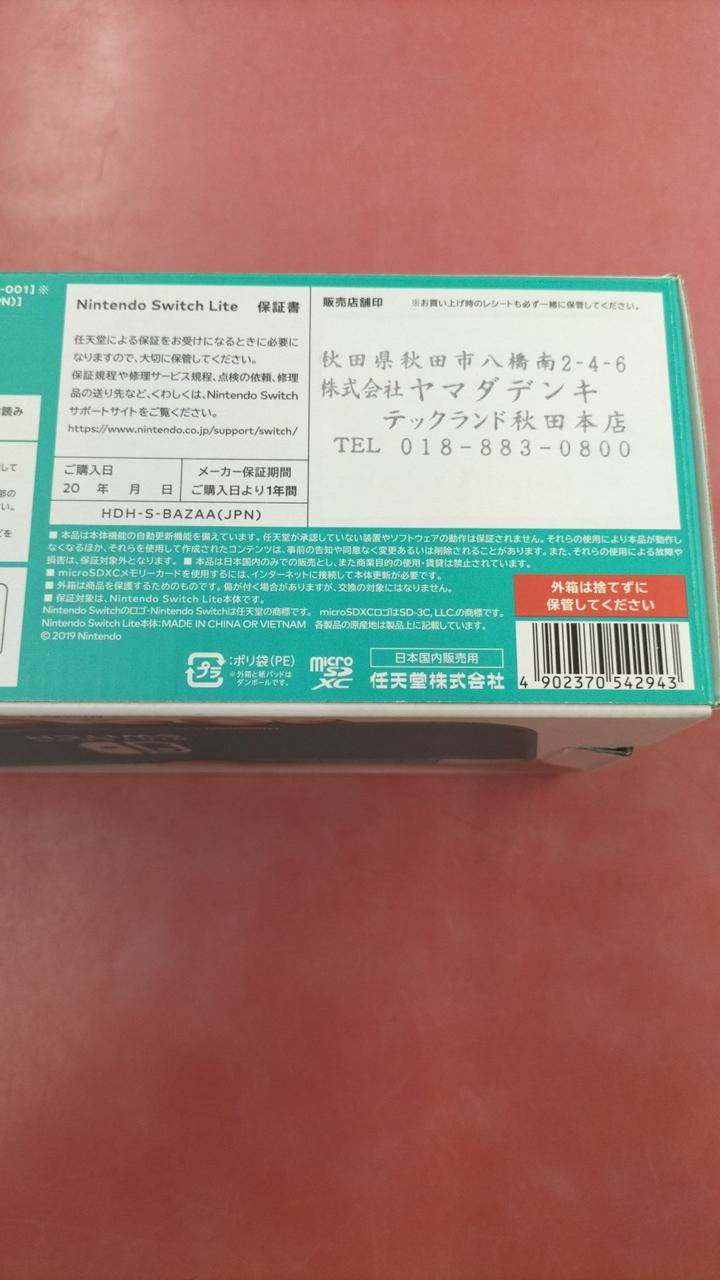 -001]※
PN)]
Nintendo Switch Lite 保証書
任天堂による保証をお受けになるときに必要に
なりますので、大切に保管してください。
保証規程や修理サービス規程、点検の依頼、修理
品の送り先など、くわしくは、Nintendo Switch
サポートサイトをご覧ください。
https://www.nintendo.co.jp/support/switch/
ご購入日
20 年 月 日
メーカー保証期間
ご購入日より1年間
HDH-S-BAZAA(JPN)
販売店舗印 ※お買い上げ時のレシートも必ず一緒に保管してください。
秋田県秋田市八橋南2-4-6
株式会社ヤマダデンキ
テックランド秋田本店
TEL 018-883-0800
読み
して
部の
い。
どを
■ 本品は本体機能の自動更新機能を備えています。任天堂が承認していない装置やソフトウェアの動作は保証されません。それらの使用により本品が動作し
なくなるほか、それらを使用して作成されたコンテンツは、事前の告知や同意なく変更あるいは削除されることがあります。また、それらの使用による故障や
損害は、保証対象外となります。 ■ 本品は日本国内のみでの販売とし、また商業目的の使用・賃貸は禁止されています。
■ microSDXCメモリーカードを使用するには、インターネットに接続して本体更新が必要です。
■ 外箱は商品を保護するためのものです。傷が付く場合がありますが、交換の対象にはなりません。
■ 保証対象は、Nintendo Switch Lite本体です。
Nintendo Switchのロゴ・Nintendo Switchは任天堂の商標です。 microSDXCロゴはSD-3C, LLC.の商標です。
Nintendo Switch Lite本体:MADE IN CHINA OR VIETNAM 各製品の原産地は製品上に記載しています。
© 2019 Nintendo
外箱は捨てずに
保管してください
プラ
:ポリ袋(PE)
※外箱と紙パッドは
ダンボールです。
micro
SD
XC
日本国内販売用
任天堂株式会社
4 902370 542943